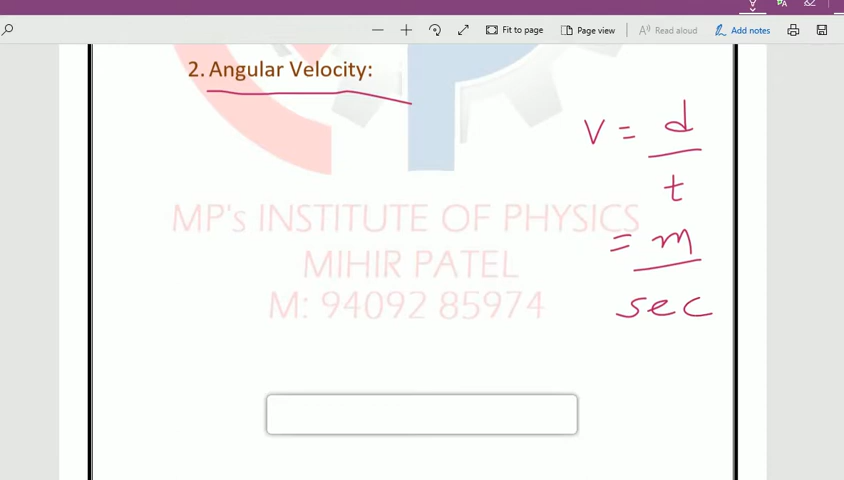 Fit to page
Page view
Read aloud
Add notes
2. Angular Velocity:
v = d
t
= m
sec
MP's INSTITUTE OF PHYSICS
MIHIR PATEL
M: 94092 85974